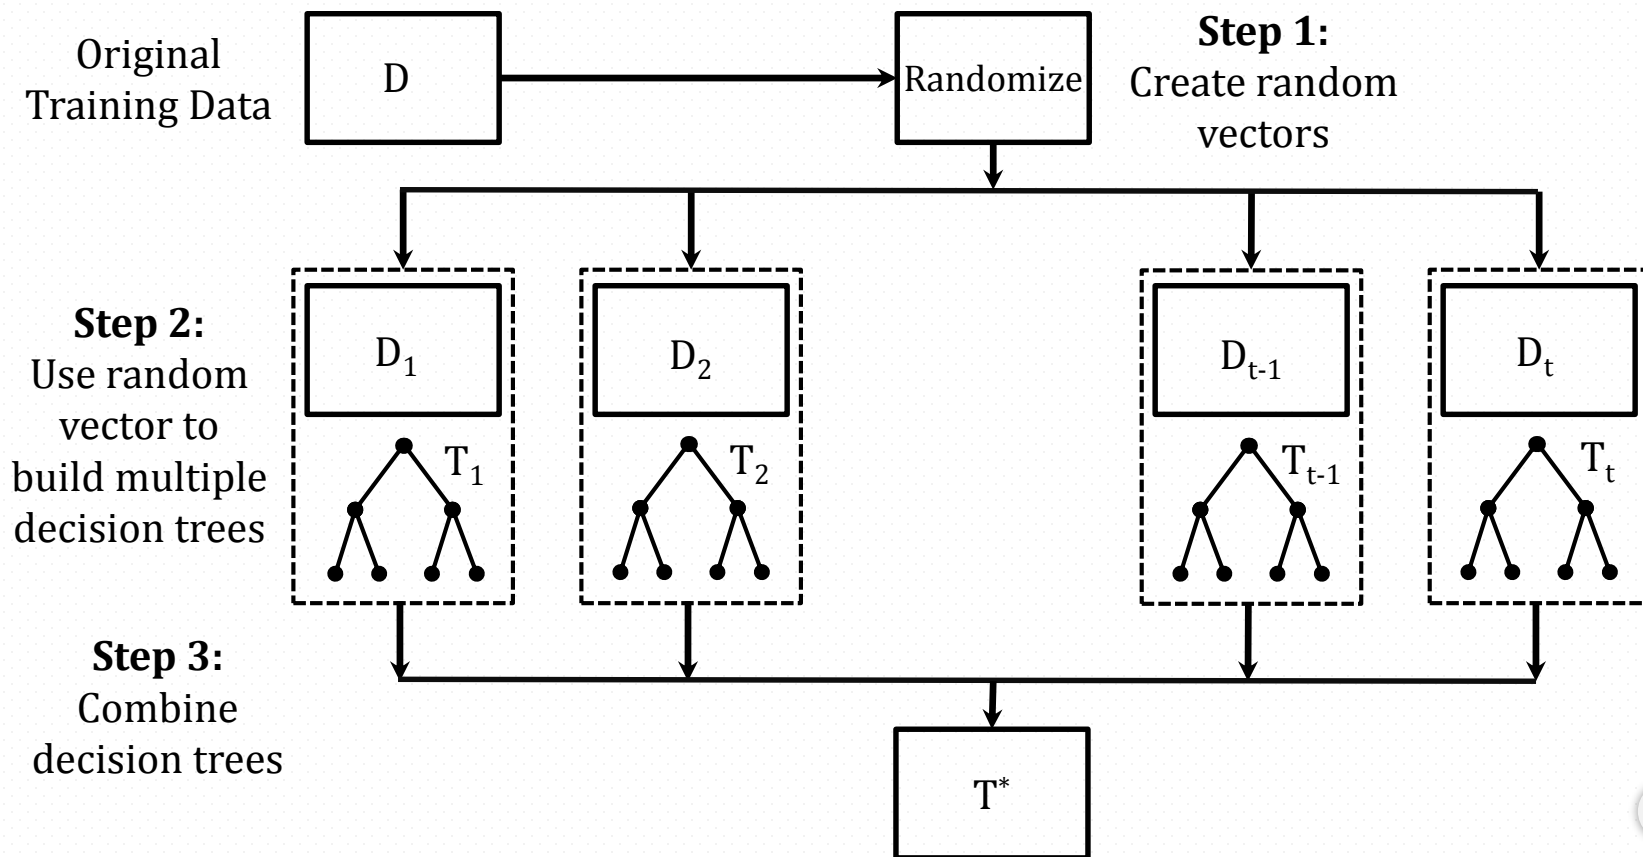 Original
Training Data
D
Randomize
Step 1:
Create random
vectors
Step 2:
Use random
vector to
build multiple
decision trees
D₁
D₂
Dₜ₋₁
Dₜ
T₁
T₂
Tₜ₋₁
Tₜ
Step 3:
Combine
decision trees
T*